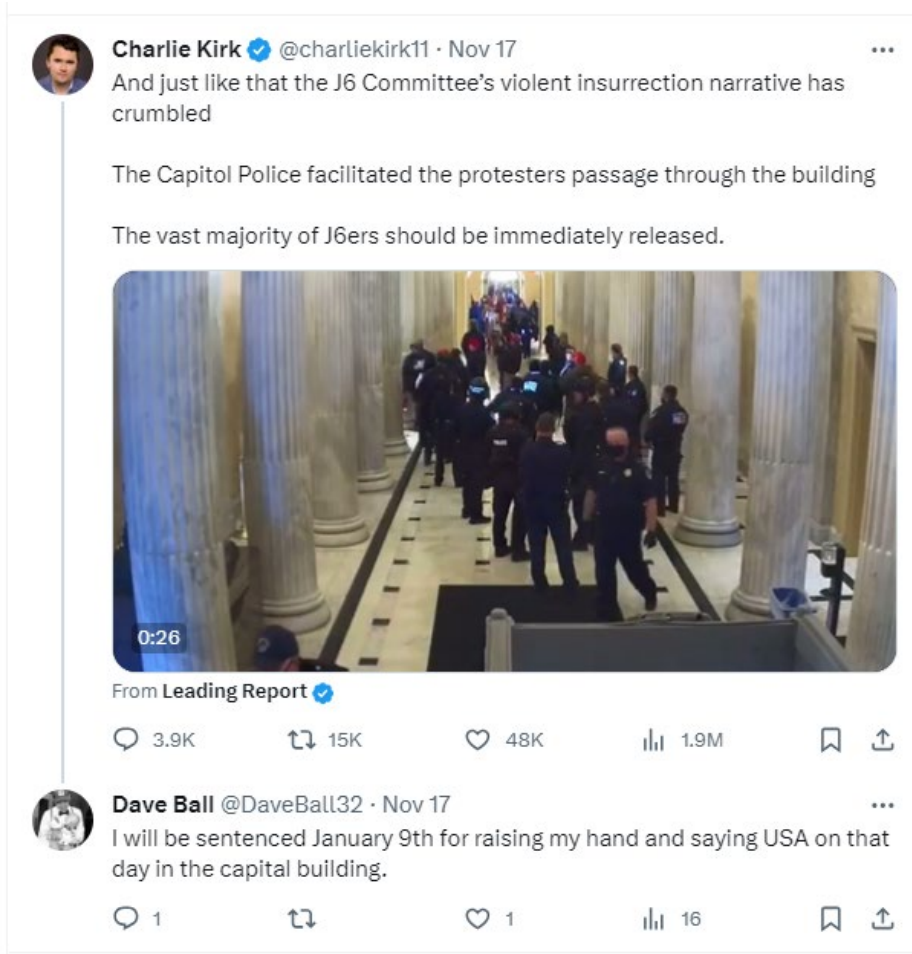 Charlie Kirk @charliekirk11 · Nov 17
And just like that the J6 Committee’s violent insurrection narrative has
crumbled
The Capitol Police facilitated the protesters passage through the building
The vast majority of J6ers should be immediately released.
0:26
From Leading Report
3.9K 15K 48K 1.9M
Dave Ball @DaveBall32 · Nov 17
I will be sentenced January 9th for raising my hand and saying USA on that
day in the capital building.
1 1 16